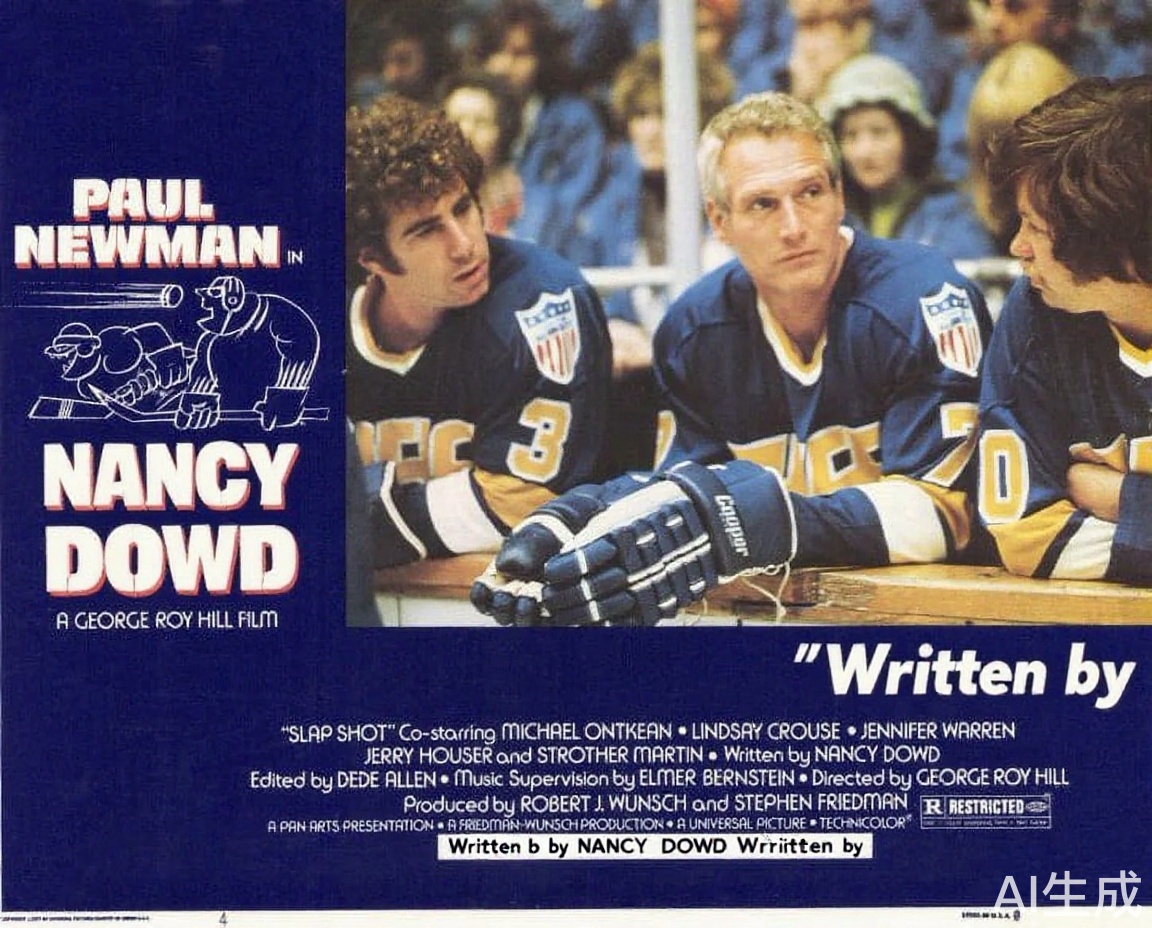 PAUL
NEWMAN IN
NANCY
DOWD
A GEORGE ROY HILL FILM
3
7
0
Cooper
"Written by
"SLAP SHOT" Co-starring MICHAEL ONTKEAN • LINDSAY CROUSE • JENNIFER WARREN
JERRY HOUSER and STROTHER MARTIN • Written by NANCY DOWD
Edited by DEDE ALLEN • Music Supervision by ELMER BERNSTEIN • Directed by GEORGE ROY HILL
Produced by ROBERT J. WUNSCH and STEPHEN FRIEDMAN
R RESTRICTED
A PAN ARTS PRESENTATION • A FRIEDMAN-WUNSCH PRODUCTION • A UNIVERSAL PICTURE • TECHNICOLOR®
Written b by NANCY DOWD Wrriitten by
4
AI生成